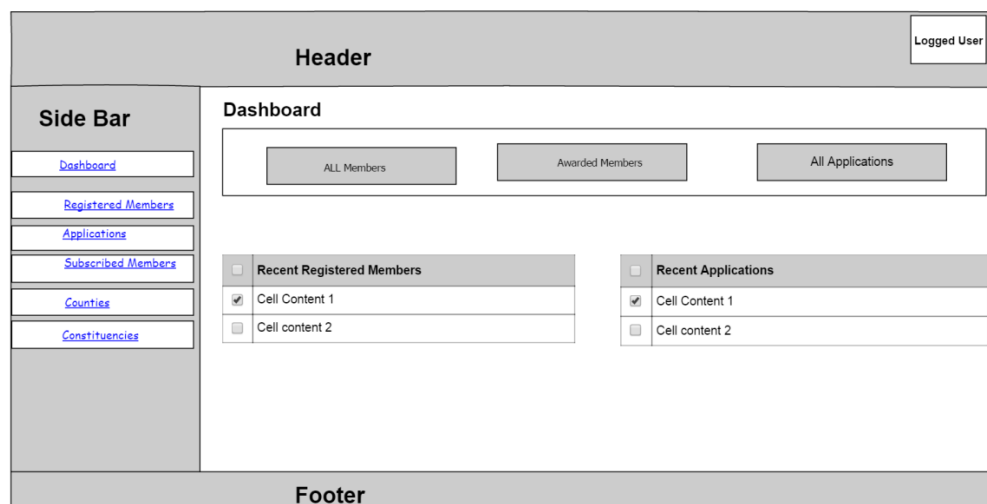 Logged User
Header
Side Bar
Dashboard
Registered Members
Applications
Subscribed Members
Counties
Constituencies
Dashboard
ALL Members
Awarded Members
All Applications
Recent Registered Members
Cell Content 1
Cell content 2
Recent Applications
Cell Content 1
Cell content 2
Footer